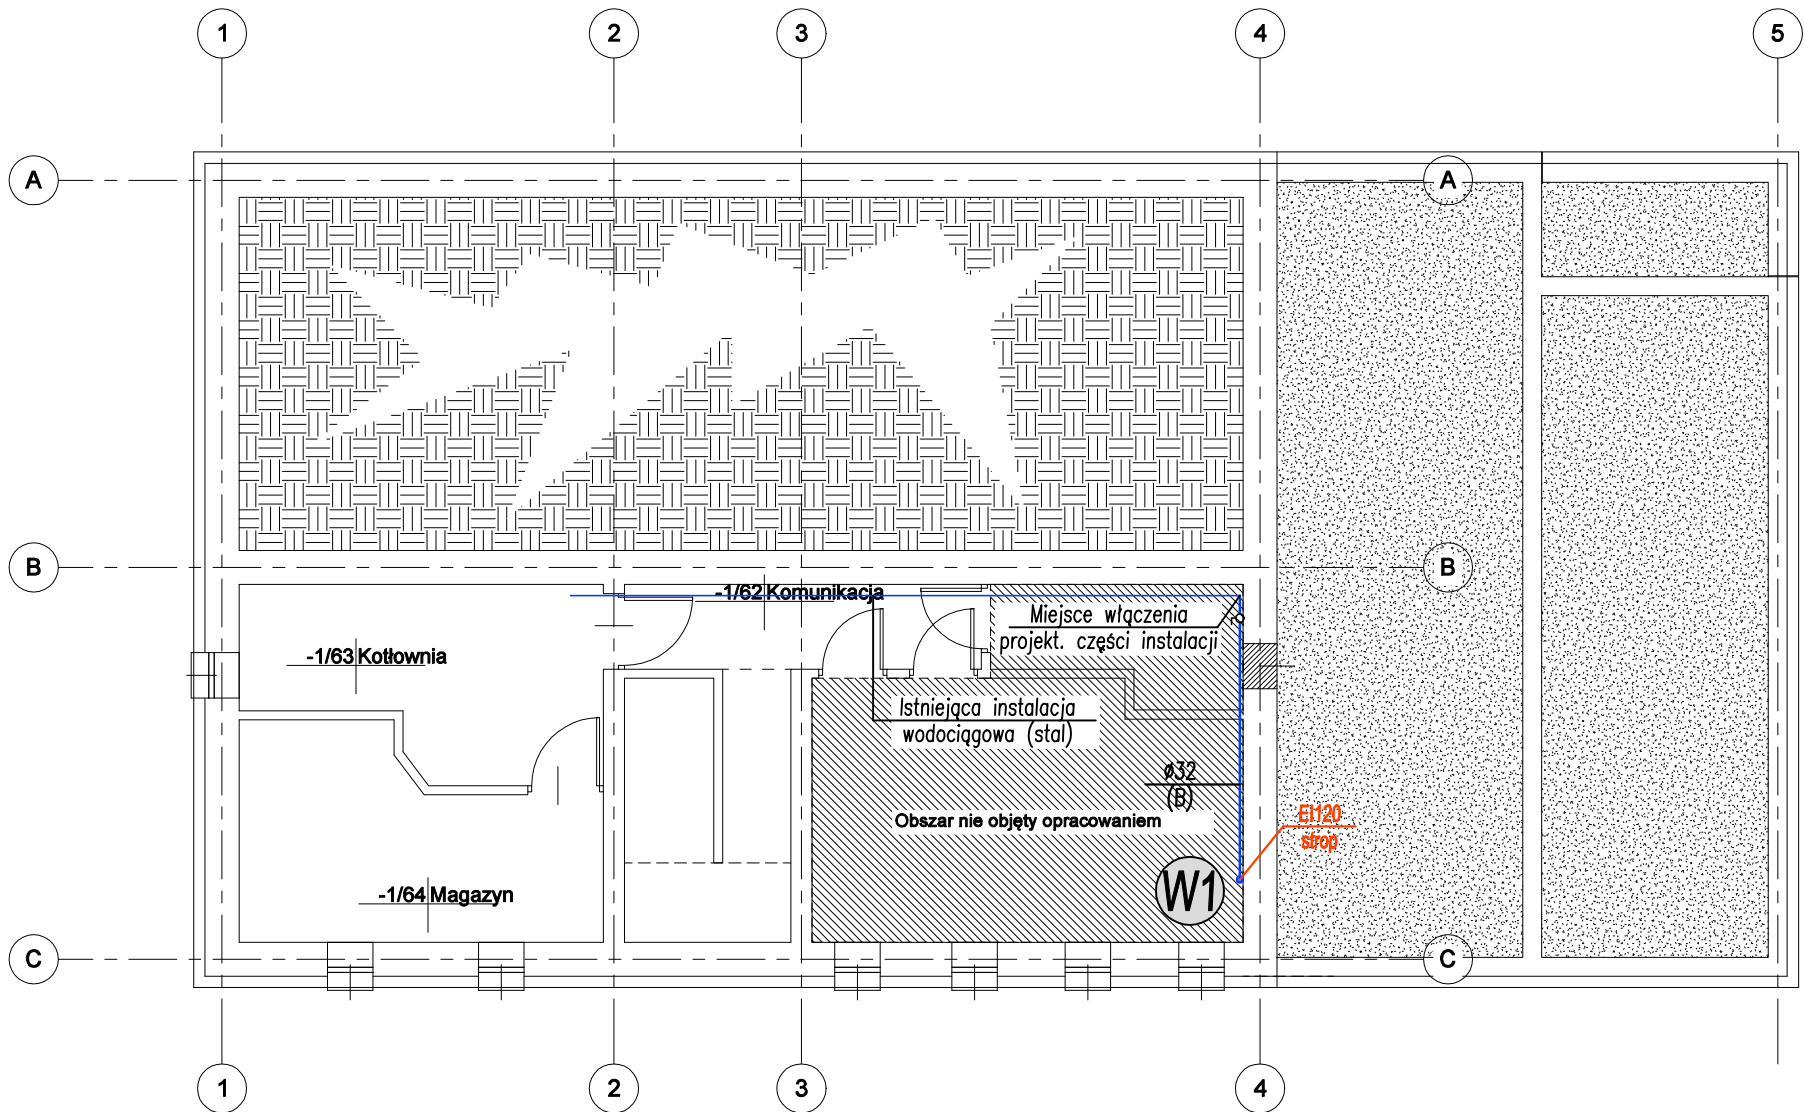 1 2 3 4 5
A A
B B
-1/62 Komunikacja
Miejsce włączenia
projekt. części instalacji
-1/63 Kotłownia
Istniejąca instalacja
wodociągowa (stal)
ø32
(B)
Obszar nie objęty opracowaniem
EI120
strop
-1/64 Magazyn
W1
C C
1 2 3 4